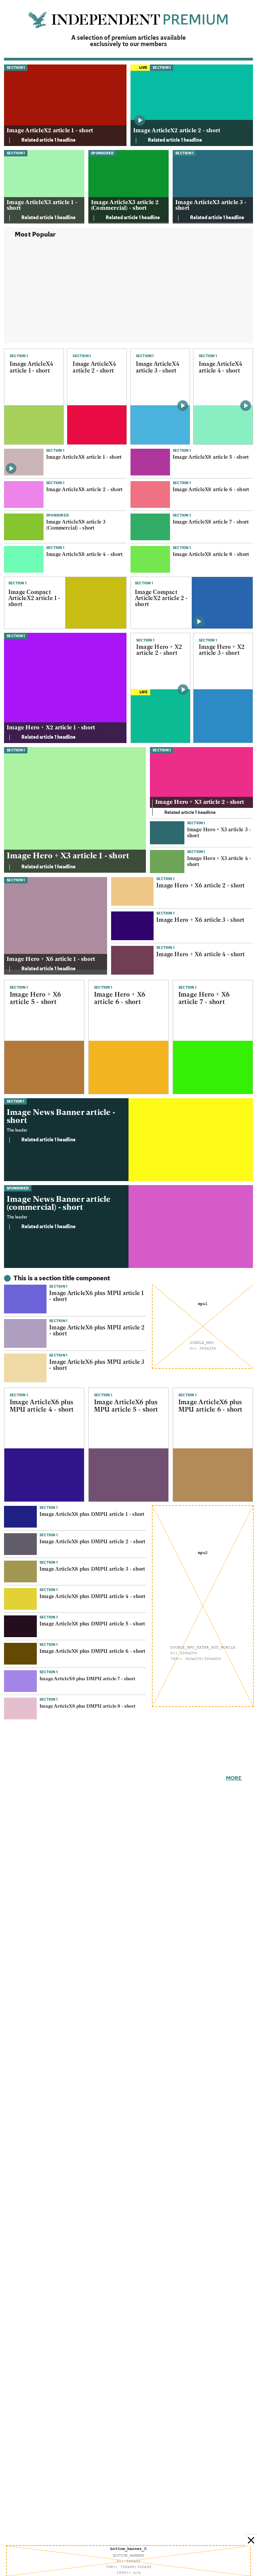 INDEPENDENT PREMIUM
A selection of premium articles available
exclusively to our members
SECTION 1
Image ArticleX2 article 1 - short
Related article 1 headline
LIVE
SECTION 1
Image ArticleX2 article 2 - short
Related article 1 headline
SECTION 1
Image ArticleX3 article 1 -
short
Related article 1 headline
SPONSORED
Image ArticleX3 article 2
(Commercial) - short
Related article 1 headline
SECTION 1
Image ArticleX3 article 3 -
short
Related article 1 headline
Most Popular
SECTION 1
Image ArticleX4
article 1 - short
SECTION 1
Image ArticleX4
article 2 - short
SECTION 1
Image ArticleX4
article 3 - short
SECTION 1
Image ArticleX4
article 4 - short
SECTION 1
Image ArticleX8 article 1 - short
SECTION 1
Image ArticleX8 article 5 - short
SECTION 1
Image ArticleX8 article 2 - short
SECTION 1
Image ArticleX8 article 6 - short
SPONSORED
Image ArticleX8 article 3
(Commercial) - short
SECTION 1
Image ArticleX8 article 7 - short
SECTION 1
Image ArticleX8 article 4 - short
SECTION 1
Image ArticleX8 article 8 - short
SECTION 1
Image Compact
ArticleX2 article 1 -
short
SECTION 1
Image Compact
ArticleX2 article 2 -
short
SECTION 1
Image Hero + X2 article 1 - short
Related article 1 headline
SECTION 1
Image Hero + X2
article 2 - short
LIVE
SECTION 1
Image Hero + X2
article 3 - short
SECTION 1
Image Hero + X3 article 1 - short
Related article 1 headline
SECTION 1
Image Hero + X3 article 2 - short
Related article 1 headline
SECTION 1
Image Hero + X3 article 3 -
short
SECTION 1
Image Hero + X3 article 4 -
short
SECTION 1
Image Hero + X6 article 1 - short
Related article 1 headline
SECTION 1
Image Hero + X6 article 2 - short
SECTION 1
Image Hero + X6 article 3 - short
SECTION 1
Image Hero + X6 article 4 - short
SECTION 1
Image Hero + X6
article 5 - short
SECTION 1
Image Hero + X6
article 6 - short
SECTION 1
Image Hero + X6
article 7 - short
SECTION 1
Image News Banner article -
short
The leader
Related article 1 headline
SPONSORED
Image News Banner article
(commercial) - short
The leader
Related article 1 headline
This is a section title component
SECTION 1
Image ArticleX6 plus MPU article 1
- short
SECTION 1
Image ArticleX6 plus MPU article 2
- short
SECTION 1
Image ArticleX6 plus MPU article 3
- short
mpu1
SINGLE_MPU
0+: 300x250
SECTION 1
Image ArticleX6 plus
MPU article 4 - short
SECTION 1
Image ArticleX6 plus
MPU article 5 - short
SECTION 1
Image ArticleX6 plus
MPU article 6 - short
SECTION 1
Image ArticleX8 plus DMPU article 1 - short
SECTION 1
Image ArticleX8 plus DMPU article 2 - short
SECTION 1
Image ArticleX8 plus DMPU article 3 - short
SECTION 1
Image ArticleX8 plus DMPU article 4 - short
SECTION 1
Image ArticleX8 plus DMPU article 5 - short
SECTION 1
Image ArticleX8 plus DMPU article 6 - short
SECTION 1
Image ArticleX8 plus DMPU article 7 - short
SECTION 1
Image ArticleX8 plus DMPU article 8 - short
mpu2
0+: 300x250
MORE
bottom_banner_0
BOTTOM_BANNER